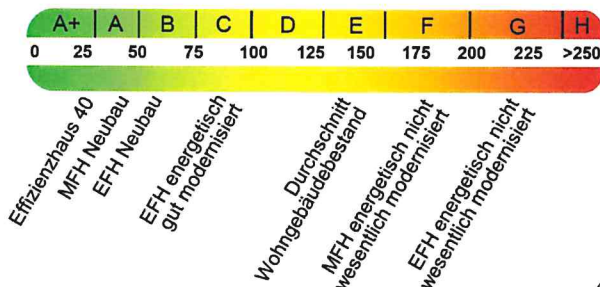 A+ A B C D E F G H
0 25 50 75 100 125 150 175 200 225 >250
Effizienzhaus 40
MFH Neubau
EFH Neubau
EFH energetisch
gut modernisiert
Durchschnitt
Wohngebäudebestand
MFH energetisch nicht
wesentlich modernisiert
EFH energetisch nicht
wesentlich modernisiert